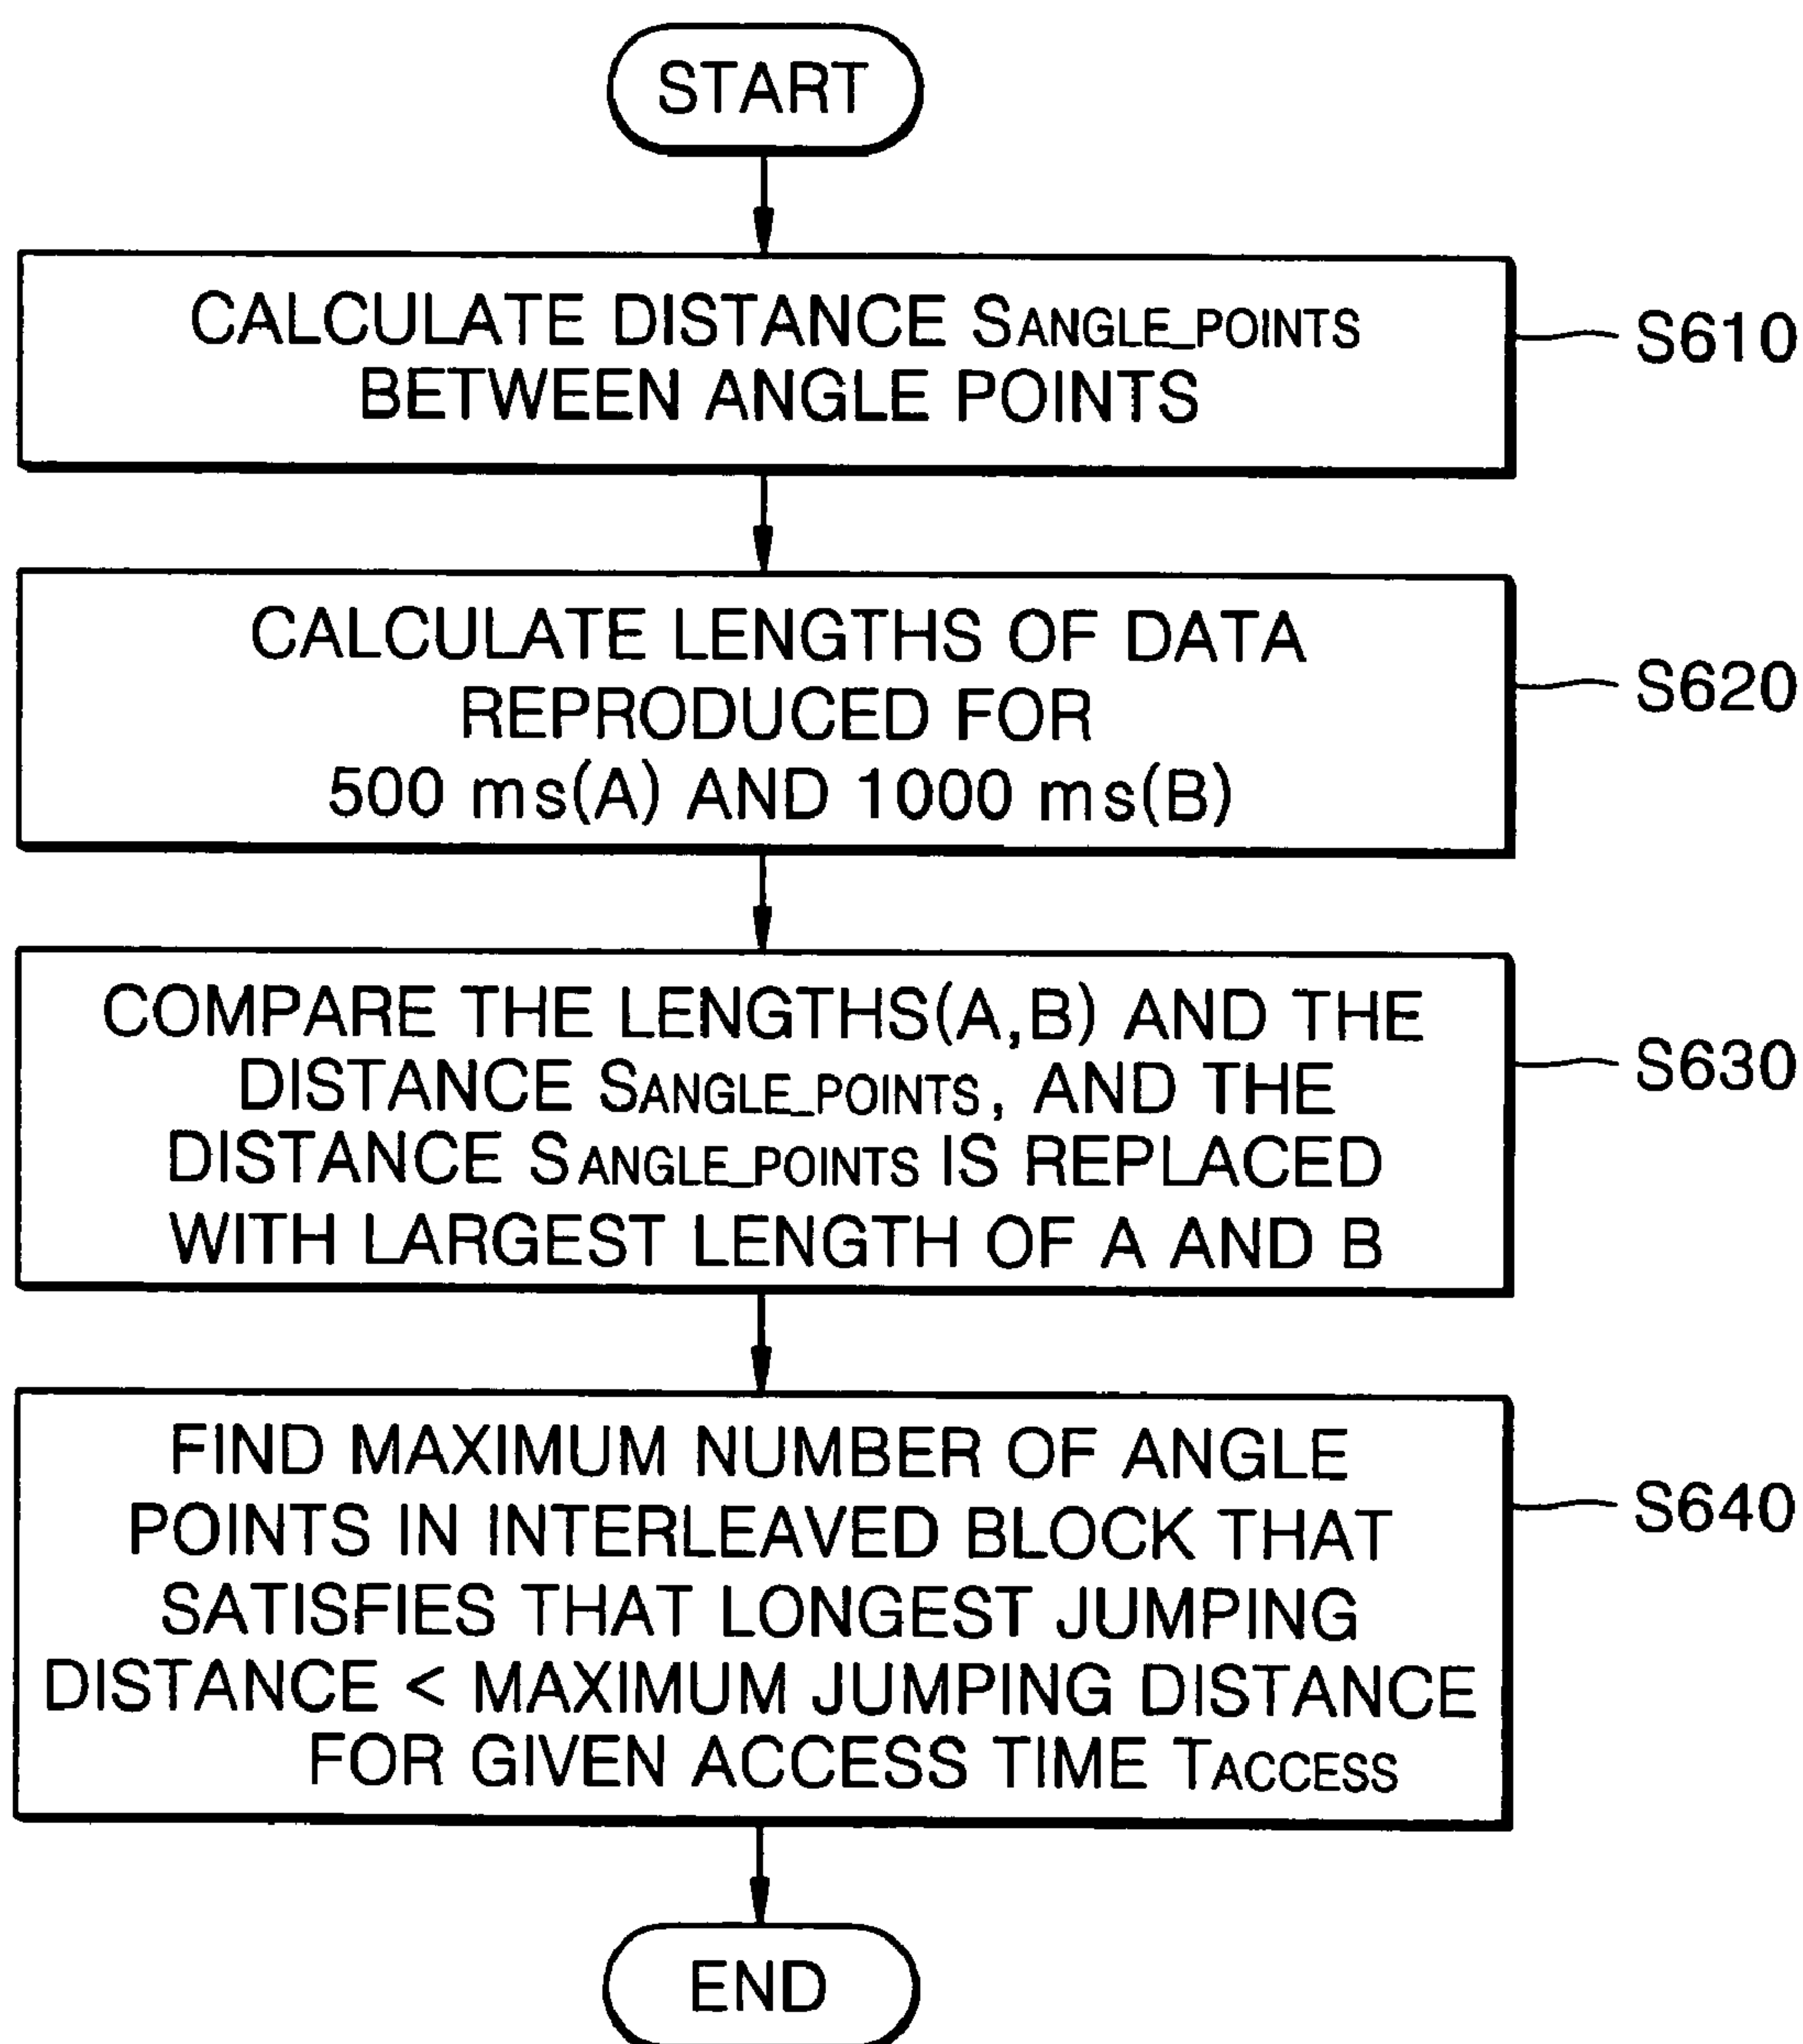 START
CALCULATE DISTANCE SANGLE_POINTS
BETWEEN ANGLE POINTS
S610
CALCULATE LENGTHS OF DATA
REPRODUCED FOR
500 ms(A) AND 1000 ms(B)
S620
COMPARE THE LENGTHS(A,B) AND THE
DISTANCE SANGLE_POINTS, AND THE
DISTANCE SANGLE_POINTS IS REPLACED
WITH LARGEST LENGTH OF A AND B
S630
FIND MAXIMUM NUMBER OF ANGLE
POINTS IN INTERLEAVED BLOCK THAT
SATISFIES THAT LONGEST JUMPING
DISTANCE < MAXIMUM JUMPING DISTANCE
FOR GIVEN ACCESS TIME TACCESS
S640
END